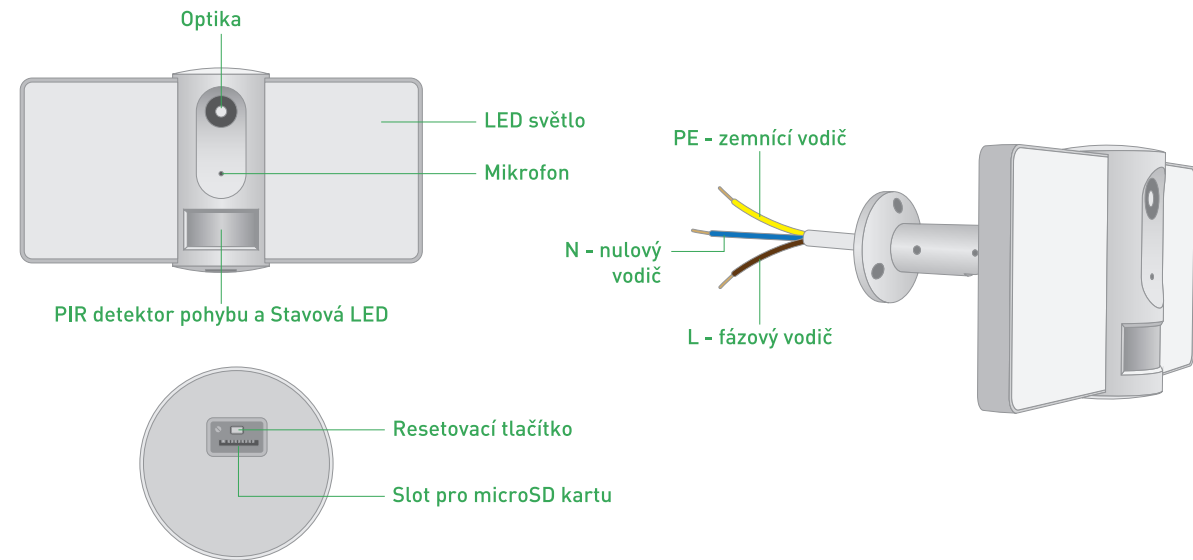 Optika
LED světlo
Mikrofon
PIR detektor pohybu a Stavová LED
PE - zemnící vodič
N - nulový
vodič
L - fázový vodič
Resetovací tlačítko
Slot pro microSD kartu